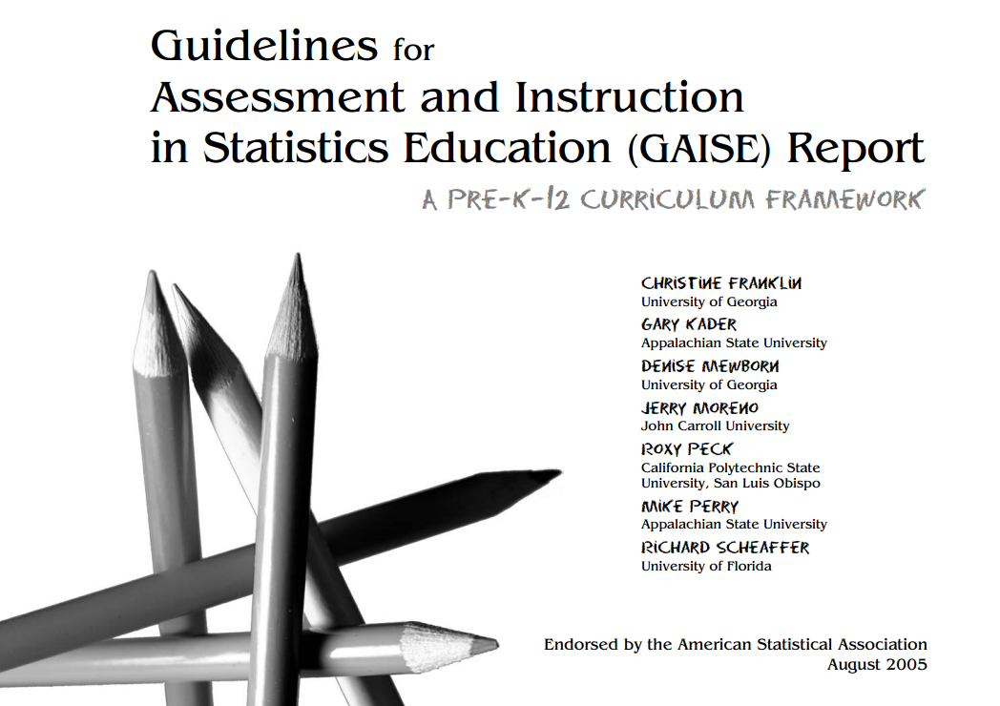 Guidelines for
Assessment and Instruction
in Statistics Education (GAISE) Report
A PRE-K-12 CURRICULUM FRAMEWORK
CHRISTINE FRANKLIN
University of Georgia
GARY KADER
Appalachian State University
DENISE MEWBORN
University of Georgia
JERRY MORENO
John Carroll University
ROXY PECK
California Polytechnic State
University, San Luis Obispo
MIKE PERRY
Appalachian State University
RICHARD SCHEAFFER
University of Florida
Endorsed by the American Statistical Association
August 2005